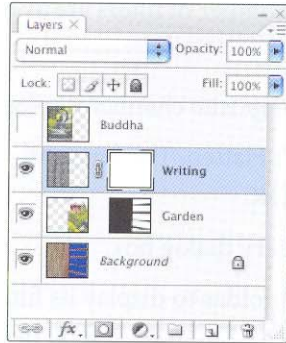 Layers ×
Normal Opacity: 100%
Lock: Fill: 100%
Buddha
Writing
Garden
Background
fx.